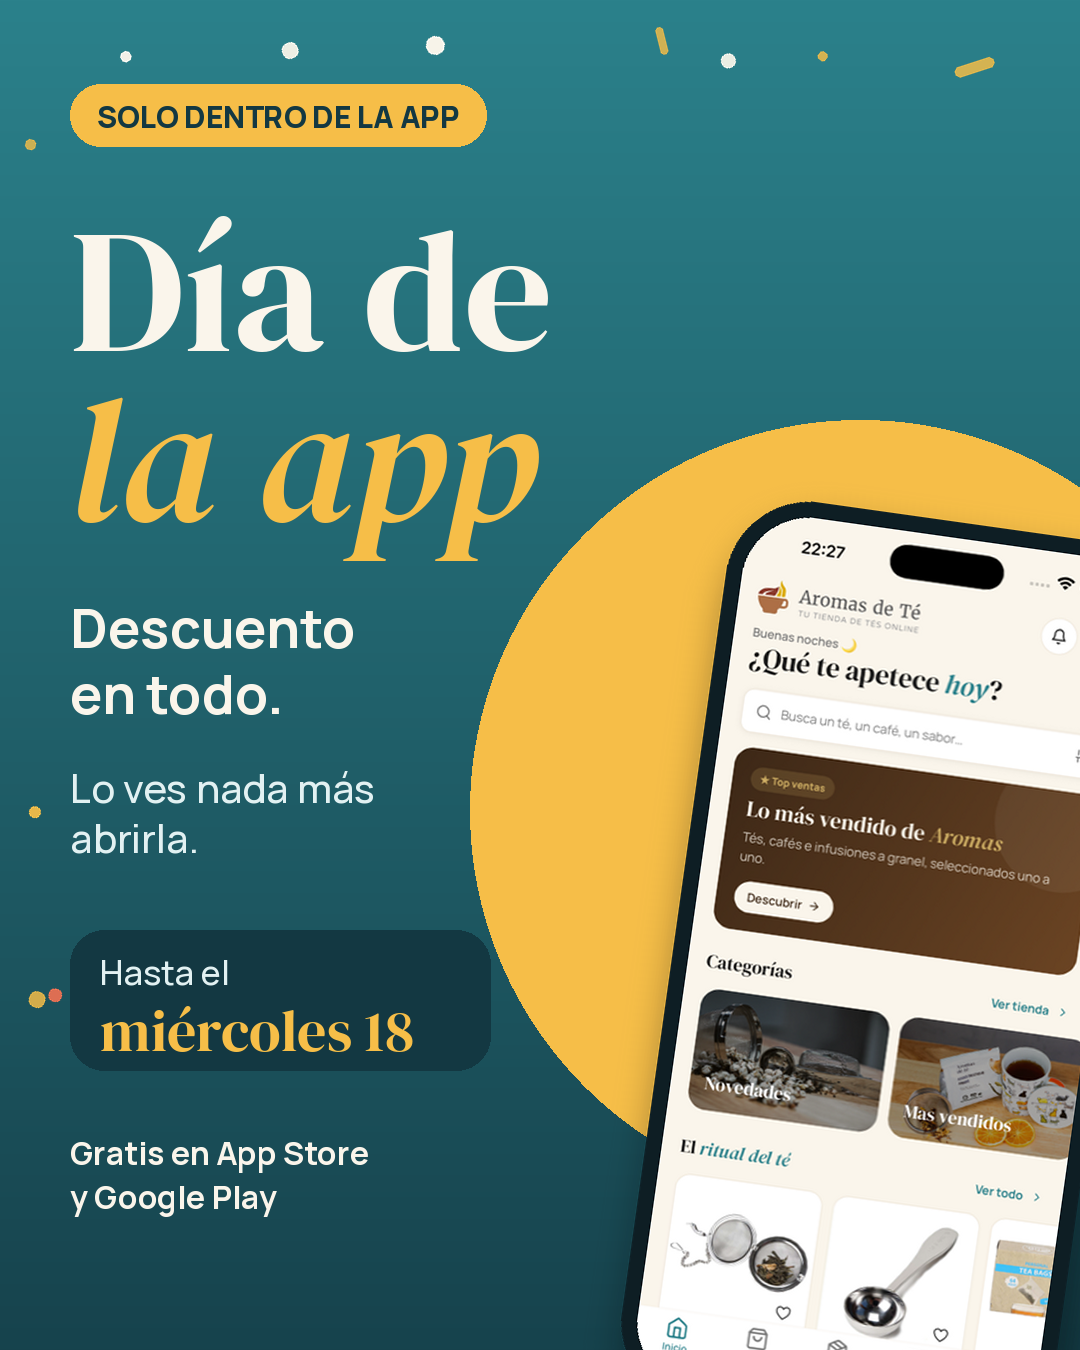 SOLO DENTRO DE LA APP
Día de
la app
Descuento
en todo.
Lo ves nada más
abrirla.
Hasta el
miércoles 18
Gratis en App Store
y Google Play
22:27
Aromas de Té
TU TIENDA DE TÉS ONLINE
Buenas noches 🌙
¿Qué te apetece hoy?
Busca un té, un café, un sabor...
★ Top ventas
Lo más vendido de Aromas
Tés, cafés e infusiones a granel, seleccionados uno a
uno.
Descubrir →
Categorías
Ver tienda >
Novedades
Mas vendidos
El ritual del té
Ver todo >
TEA BAGS
Inicio